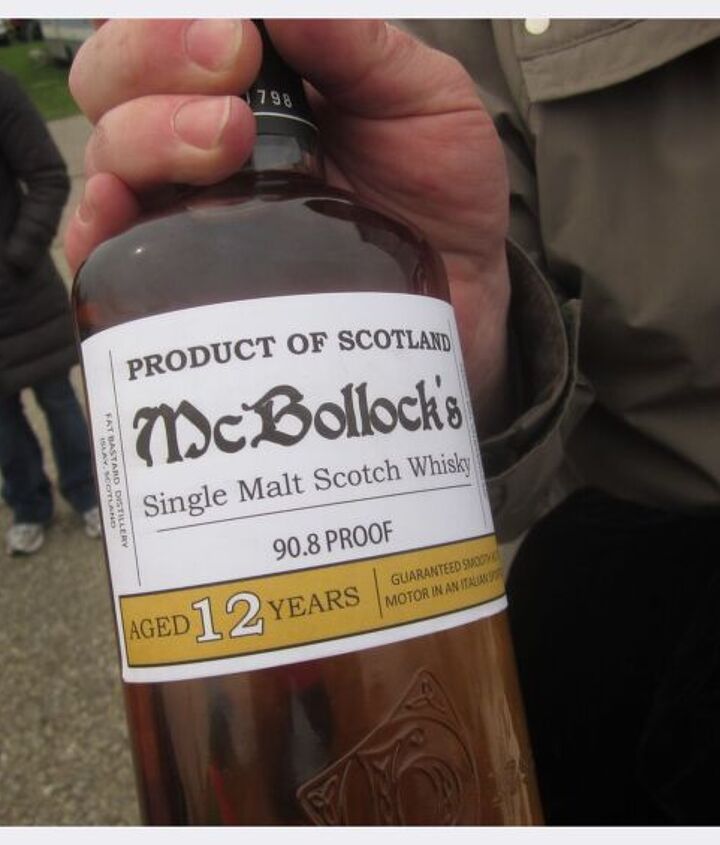 1798
PRODUCT OF SCOTLAND
McBollock's
Single Malt Scotch Whisky
90.8 PROOF
AGED 12 YEARS
GUARANTEED SMOOTH
MOTOR IN AN ITALIAN
FAT BASTARD DISTILLERY
ISLAY, SCOTLAND